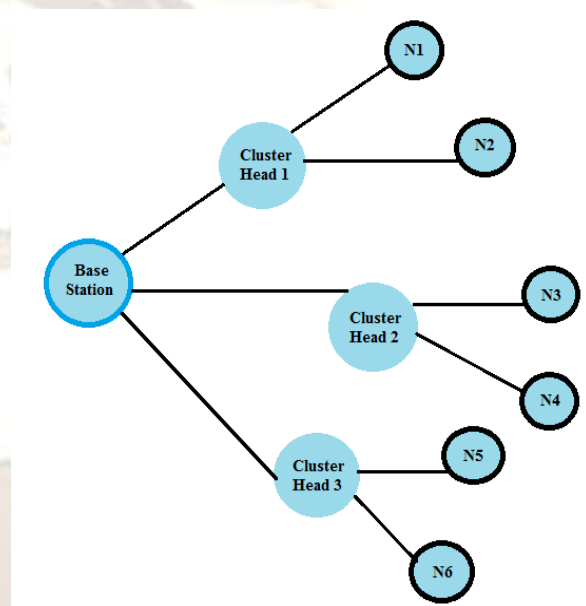 N1
Cluster
Head 1
N2
Base
Station
Cluster
Head 2
N3
N4
Cluster
Head 3
N5
N6